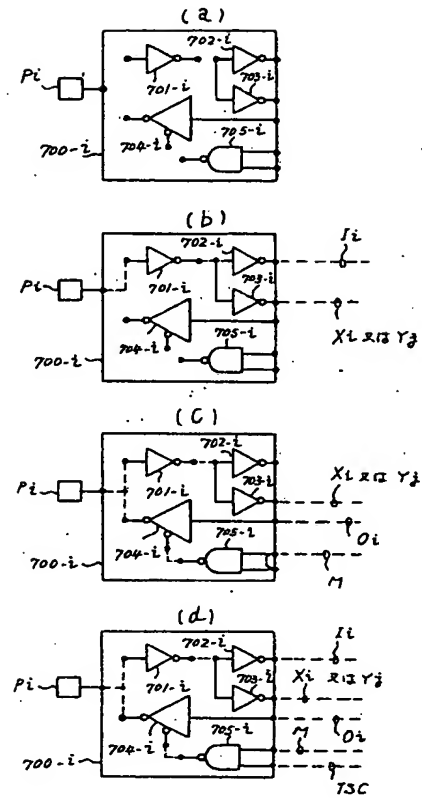 (a)
702-i
Pi
701-i
703-i
704-i
705-i
700-i
(b)
702-i
Ii
Pi
701-i
703-i
704-i
705-i
Xi 又は Yj
700-i
(c)
702-i
Xi 又は Yj
Pi
701-i
703-i
Oi
704-i
705-i
700-i
M
(d)
702-i
Ii
Xi 又は Yj
Pi
701-i
703-i
Oi
704-i
705-i
M
700-i
TSC